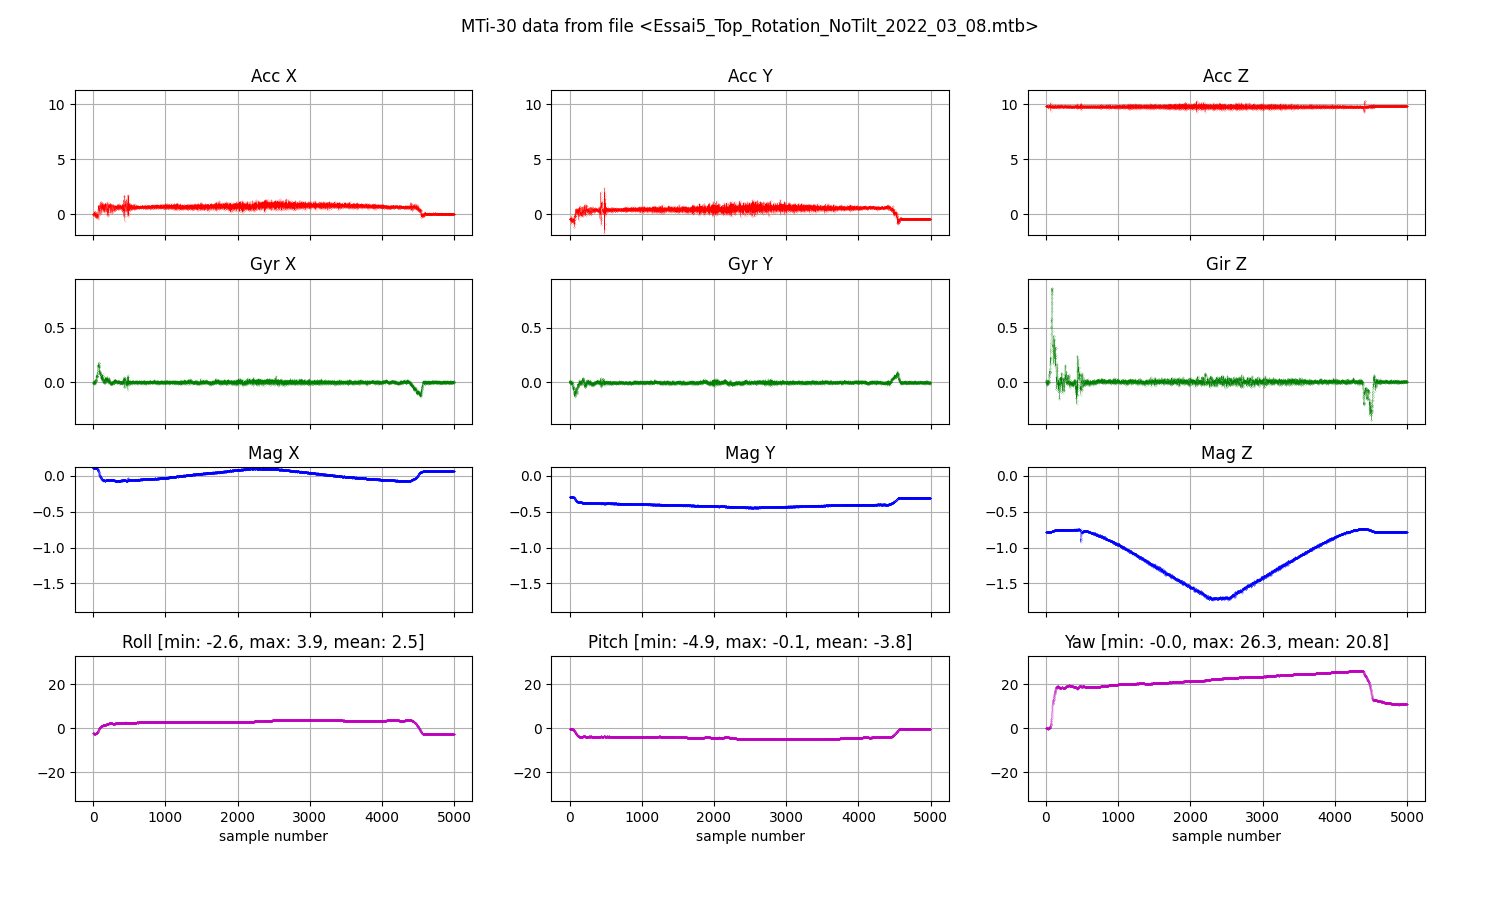 MTi-30 data from file <Essai5_Top_Rotation_NoTilt_2022_03_08.mtb>
Acc X Acc Y Acc Z
10 10 10
5 5 5
0 0 0
Gyr X Gyr Y Gir Z
0.5 0.5 0.5
0.0 0.0 0.0
Mag X Mag Y Mag Z
0.0 0.0 0.0
−0.5 −0.5 −0.5
−1.0 −1.0 −1.0
−1.5 −1.5 −1.5
Roll [min: -2.6, max: 3.9, mean: 2.5] Pitch [min: -4.9, max: -0.1, mean: -3.8] Yaw [min: -0.0, max: 26.3, mean: 20.8]
20 20 20
0 0 0
−20 −20 −20
0 1000 2000 3000 4000 5000 0 1000 2000 3000 4000 5000 0 1000 2000 3000 4000 5000
sample number sample number sample number